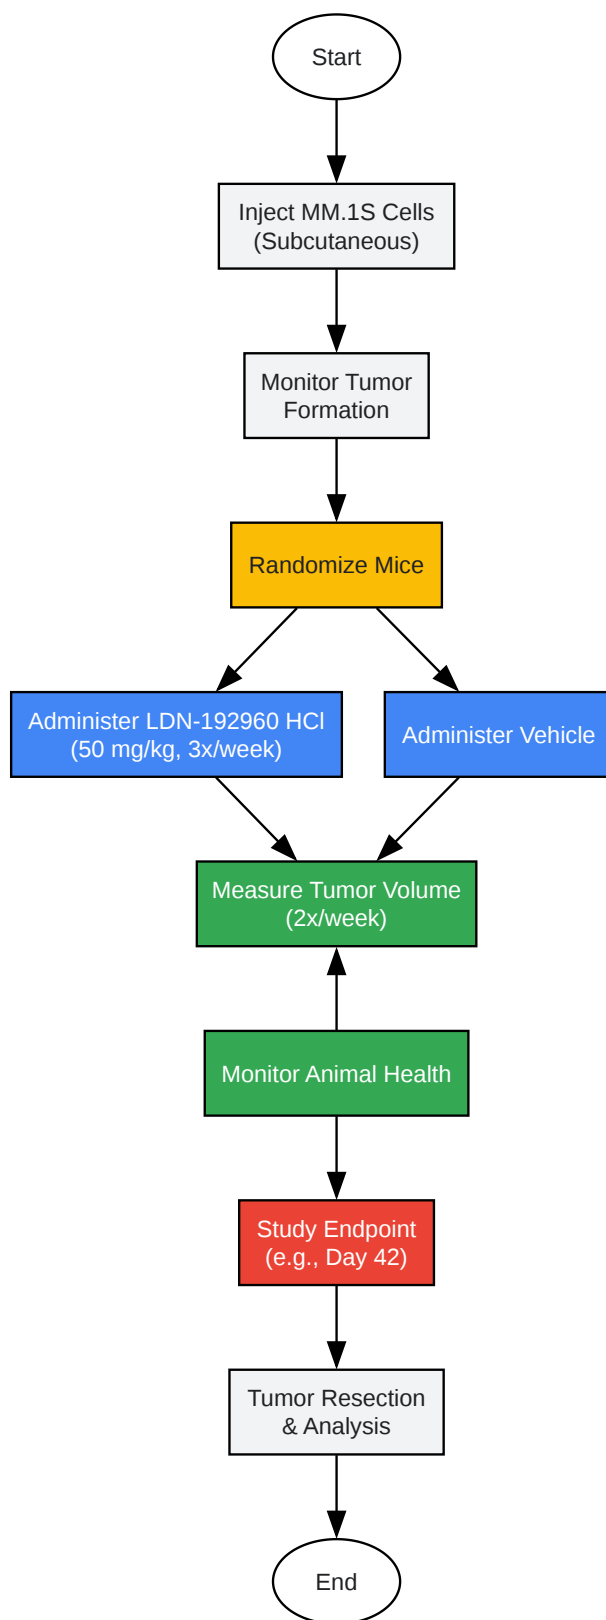 Start
Inject MM.1S Cells
(Subcutaneous)
Monitor Tumor
Formation
Randomize Mice
Administer LDN-192960 HCl
(50 mg/kg, 3x/week)
Administer Vehicle
Measure Tumor Volume
(2x/week)
Monitor Animal Health
Study Endpoint
(e.g., Day 42)
Tumor Resection
& Analysis
End